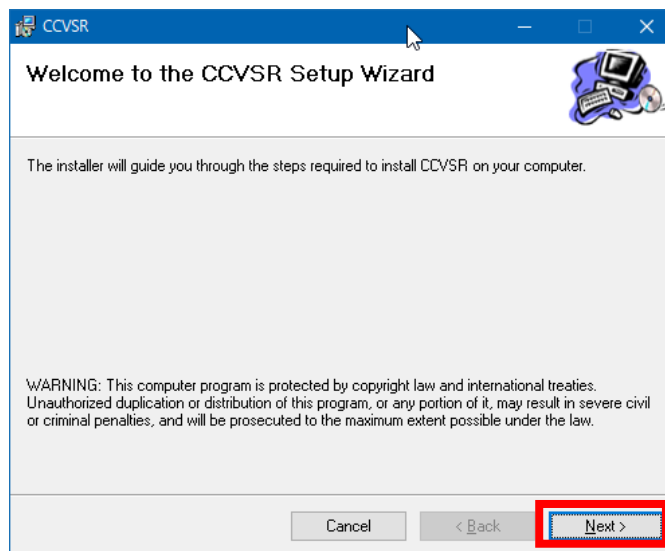 CCVSR
Welcome to the CCVSR Setup Wizard
The installer will guide you through the steps required to install CCVSR on your computer.
WARNING: This computer program is protected by copyright law and international treaties.
Unauthorized duplication or distribution of this program, or any portion of it, may result in severe civil
or criminal penalties, and will be prosecuted to the maximum extent possible under the law.
Cancel < Back Next >